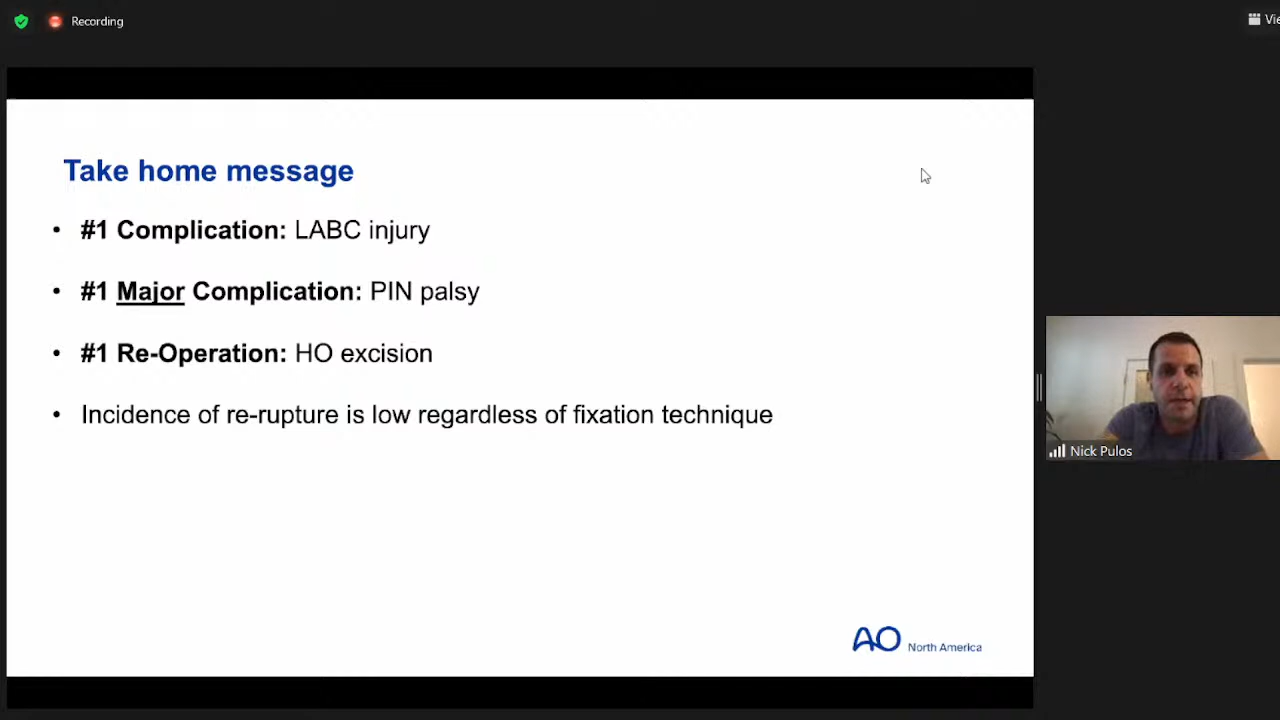 Recording
Vie
Take home message
• #1 Complication: LABC injury
• #1 Major Complication: PIN palsy
• #1 Re-Operation: HO excision
• Incidence of re-rupture is low regardless of fixation technique
Nick Pulos
AO North America